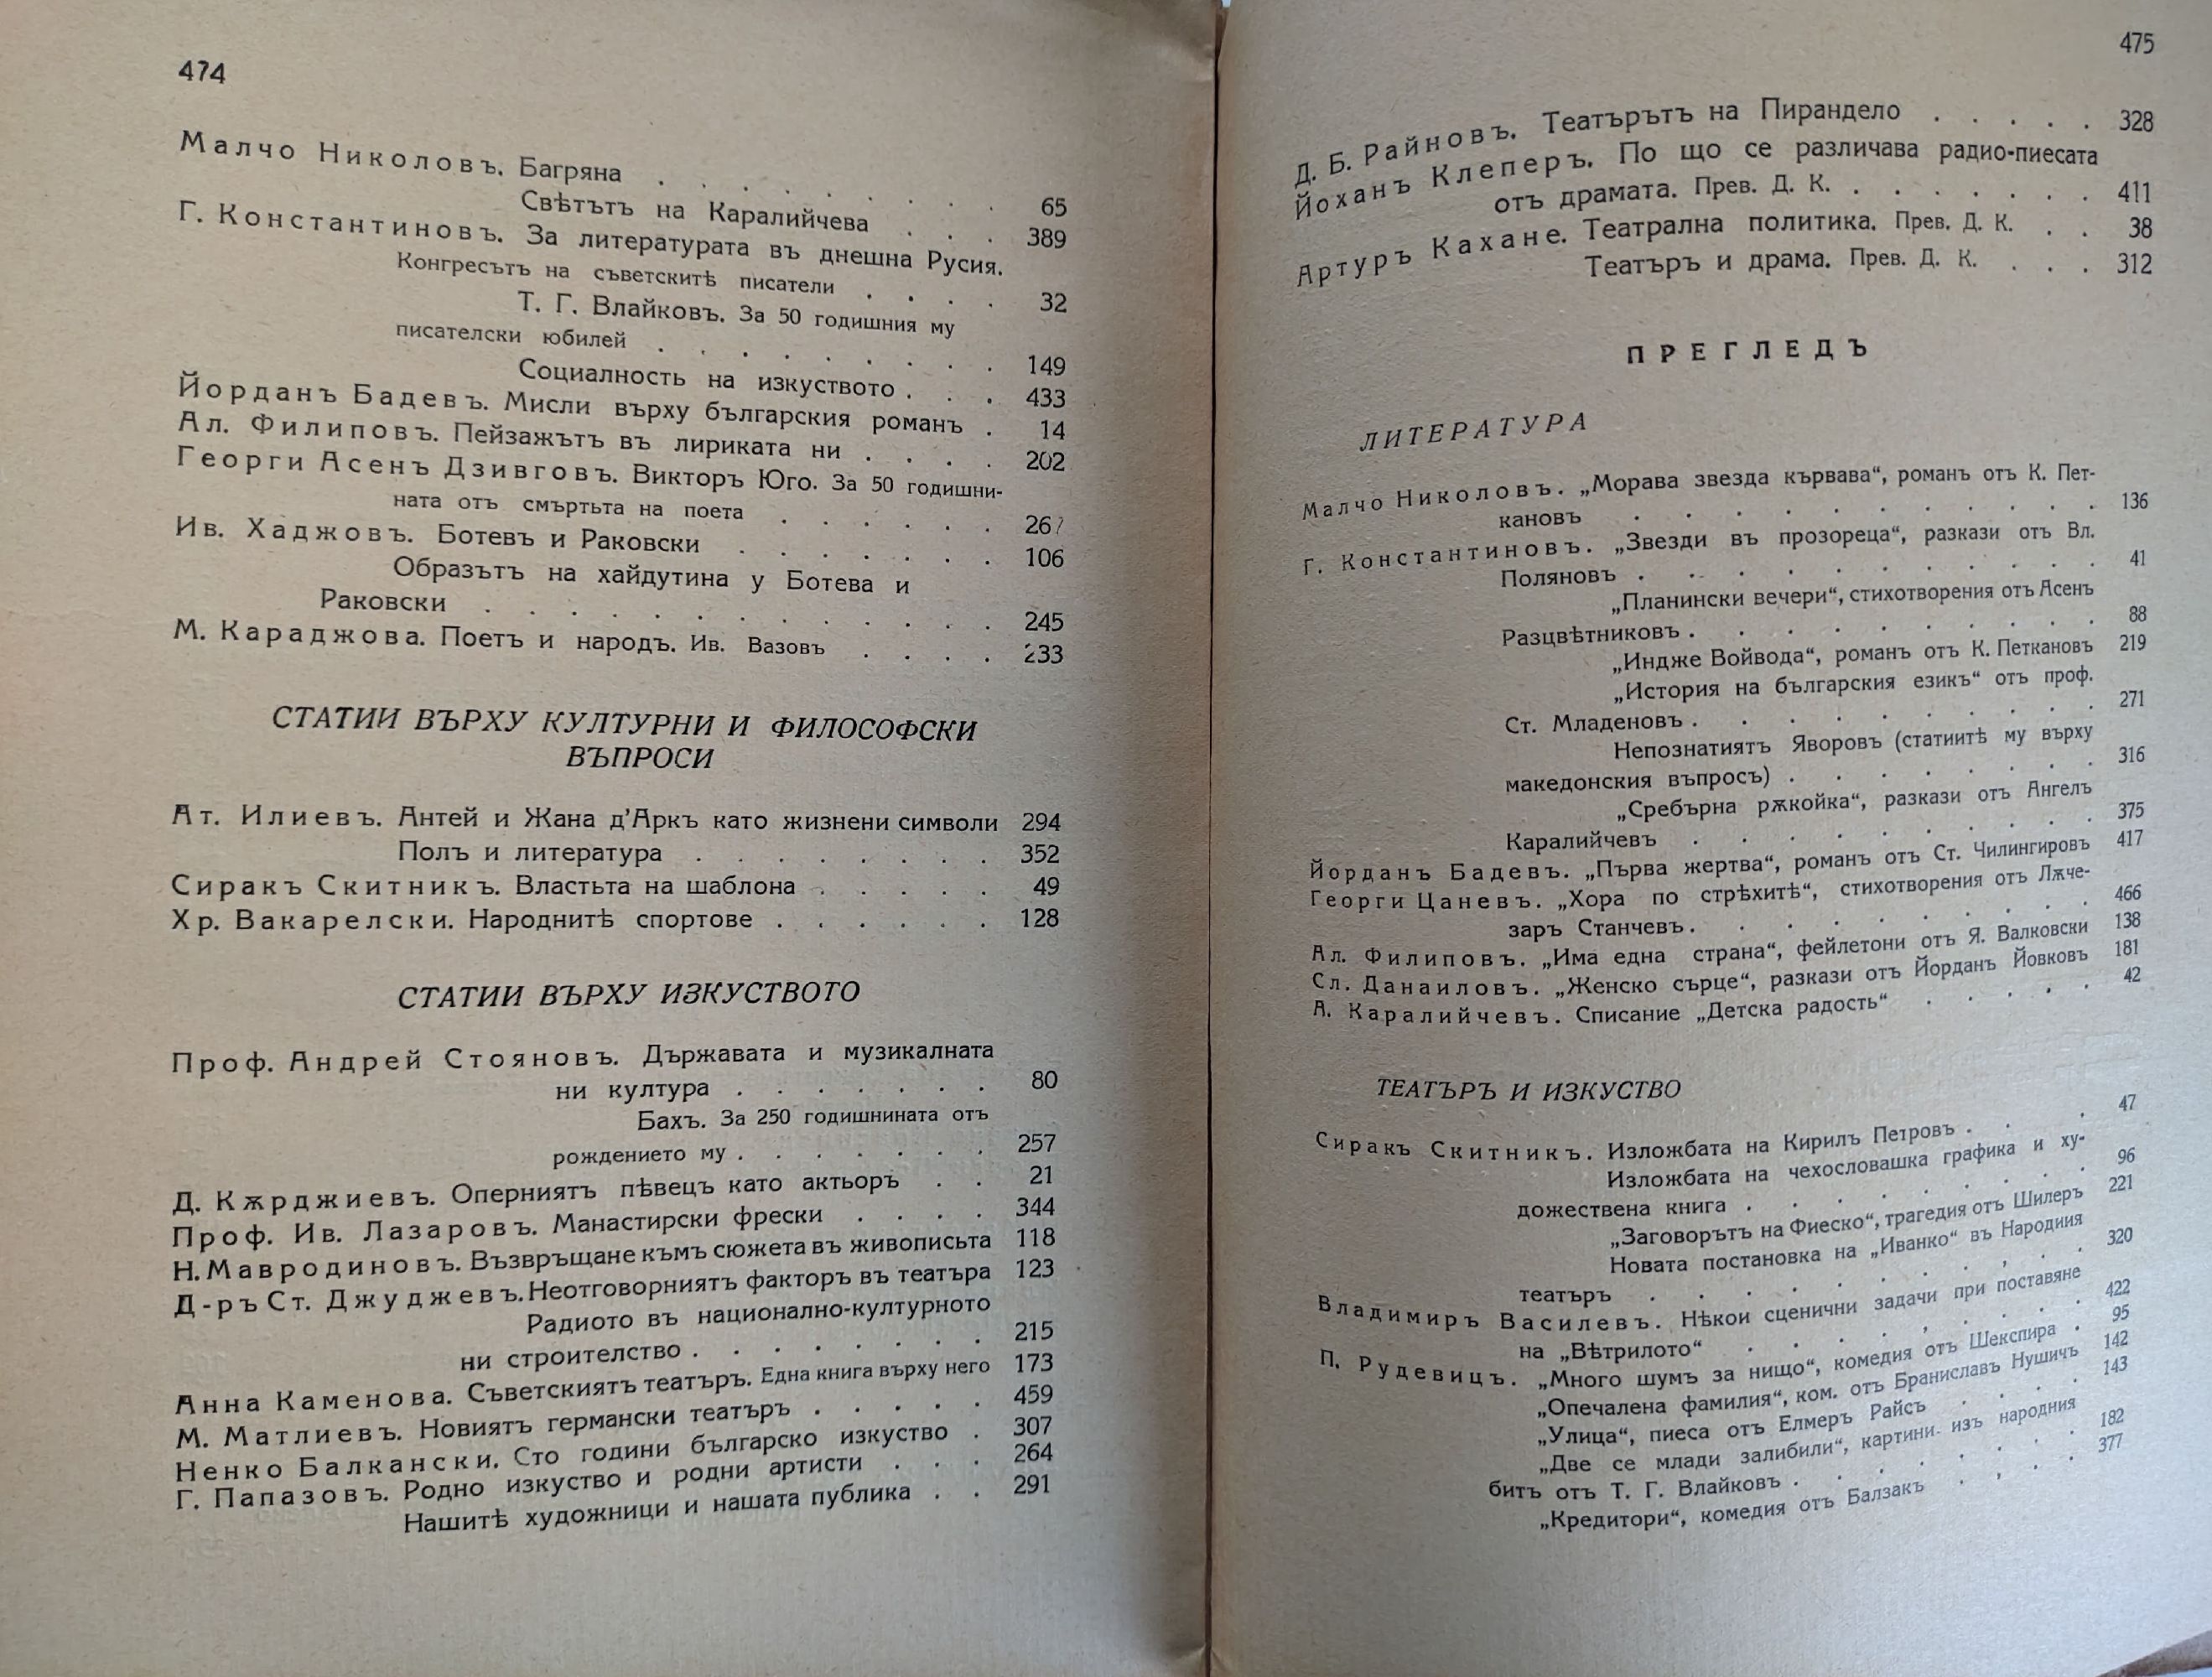 474
Малчо Николовъ. Багряна . . . . . . . . 65
Свѣтътъ на Каралийчева . . . 389
Г. Константиновъ. За литературата въ днешна Русия.
Конгресътъ на съветскитѣ писатели . . . . 32
Т. Г. Влайковъ. За 50 годишния му
писателски юбилей . . . . . . . . 149
Социалность на изкуството . . . 433
Йорданъ Бадевъ. Мисли върху българския романъ . 14
Ал. Филиповъ. Пейзажътъ въ лириката ни . . . . 202
Георги Асенъ Дзивговъ. Викторъ Юго. За 50 годишни-
ната отъ смъртьта на поета . . . . . .
Ив. Хаджовъ. Ботевъ и Раковски . . . . . . . 106
Образътъ на хайдутина у Ботева и
Раковски . . . . . . . . . . . . 245
М. Караджова. Поетъ и народъ. Ив. Вазовъ . . . . 233
СТАТИИ ВЪРХУ КУЛТУРНИ И ФИЛОСОФСКИ
ВЪПРОСИ
Ат. Илиевъ. Антей и Жана д'Аркъ като жизнени символи 294
Полъ и литература . . . . . . . . 352
Сиракъ Скитникъ. Властьта на шаблона . . . . . 49
Хр. Вакарелски. Народнитѣ спортове . . . . . . 128
СТАТИИ ВЪРХУ ИЗКУСТВОТО
Проф. Андрей Стояновъ. Държавата и музикалната
ни култура . . . . . . . 80
Бахъ. За 250 годишнината отъ
рождението му . . . . . . . 257
Д. Кѫрджиевъ. Оперниятъ пѣвецъ като актьоръ . . 21
Проф. Ив. Лазаровъ. Манастирски фрески . . . . 344
Н. Мавродиновъ. Възвръщане къмъ сюжета въ живописьта 118
Д-ръ Ст. Джуджевъ. Неотговорниятъ факторъ въ театъра 123
Радиото въ национално-културното
ни строителство . . . . . . . . 215
Анна Каменова. Съветскиятъ театъръ. Една книга върху него 173
М. Матлиевъ. Новиятъ германски театъръ . . . . . 459
Ненко Балкански. Сто години българско изкуство . 307
Г. Папазовъ. Родно изкуство и родни артисти . . . 264
Нашитѣ художници и нашата публика . . 291
475
Д. Б. Райновъ. Театърътъ на Пирандело . . . . . 328
Йоханъ Клеперъ. По що се различава радио-пиесата
отъ драмата. Прев. Д. К. . . . . . . 411
Артуръ Кахане. Театрална политика. Прев. Д. К. . . 38
Театъръ и драма. Прев. Д. К. . . . 312
ПРЕГЛЕДЪ
ЛИТЕРАТУРА
Малчо Николовъ. „Морава звезда кървава“, романъ отъ К. Пет-
кановъ . . . . . . . . . . . 136
Г. Константиновъ. „Звезди въ прозореца“, разкази отъ Вл.
Поляновъ . . . . . . . . . . 41
„Планински вечери“, стихотворения отъ Асенъ
Разцвѣтниковъ . . . . . . . . . 88
„Индже Войвода“, романъ отъ К. Петкановъ 219
„История на българския езикъ“ отъ проф.
Ст. Младеновъ . . . . . . . . . 271
Непознатиятъ Яворовъ (статиитѣ му върху
македонския въпросъ) . . . . . . . 316
„Сребърна рѫкойка“, разкази отъ Ангелъ
Каралийчевъ . . . . . . . . . 375
Йорданъ Бадевъ. „Първа жертва“, романъ отъ Ст. Чилингировъ 417
Георги Цаневъ. „Хора по стрѣхитѣ“, стихотворения отъ Лѫче-
заръ Станчевъ . . . . . . . . . 466
Ал. Филиповъ. „Има една страна“, фейлетони отъ Я. Валковски 138
Сл. Данаиловъ. „Женско сърце“, разкази отъ Йорданъ Йовковъ 181
А. Каралийчевъ. Списание „Детска радость“ . . . . . 42
ТЕАТЪРЪ И ИЗКУСТВО
Сиракъ Скитникъ. Изложбата на Кирилъ Петровъ . . . . 47
Изложбата на чехословашка графика и ху-
дожествена книга . . . . . . . . . 96
„Заговорътъ на Фиеско“, трагедия отъ Шилеръ 221
Новата постановка на „Иванко“ въ Народния
театъръ . . . . . . . . . . . 320
Владимиръ Василевъ. Нѣкои сценични задачи при поставяне
на „Вѣтрилото“ . . . . . . . . 422
П. Рудевицъ. „Много шумъ за нищо“, комедия отъ Шекспира . 95
„Опечалена фамилия“, ком. отъ Браниславъ Нушичъ 142
„Улица“, пиеса отъ Елмеръ Райсъ . . . . 143
„Две се млади залибили“, картини изъ народния
битъ отъ Т. Г. Влайковъ . . . . . . . . 182
„Кредитори“, комедия отъ Балзакъ . . . . 377